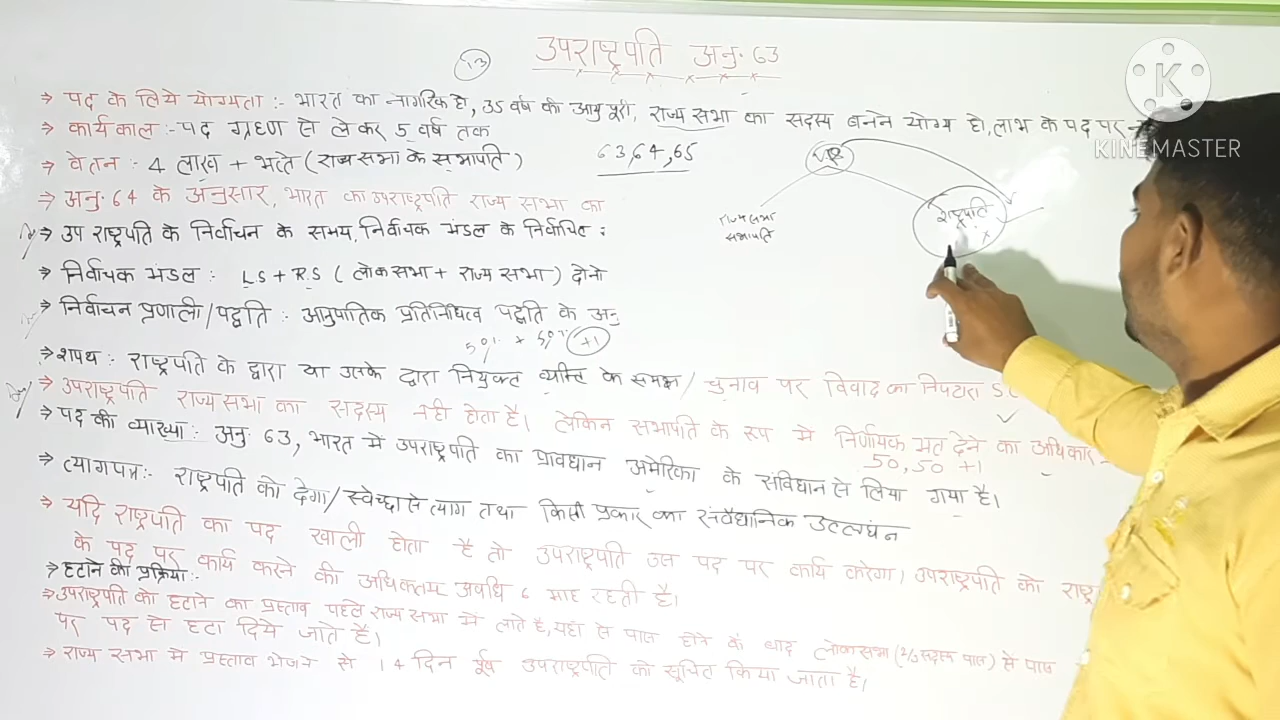 13
उपराष्ट्रपति अनु. 63
→ पद के लिये योग्यता :- भारत का नागरिक हो, 35 वर्ष की आयु पूरी, राज्य सभा का सदस्य बनने योग्य हो, लाभ के पद पर
→ कार्यकाल :- पद ग्रहण से लेकर 5 वर्ष तक
→ वेतन : 4 लाख + भत्ते (राज्यसभा के सभापति)
63, 64, 65
VP
राज्यसभा
सभापति
राष्ट्रपति
→ अनु. 64 के अनुसार, भारत का उपराष्ट्रपति राज्य सभा का
→ उप राष्ट्रपति के निर्वाचन के समय, निर्वाचक मंडल के निर्वाचित :
→ निर्वाचक मंडल : L.S + R.S ( लोकसभा + राज्य सभा ) दोनो
→ निर्वाचन प्रणाली / पद्वति : आनुपातिक प्रतिनिधित्व पद्वति के अनु
50% + +1
→ शपथ : राष्ट्रपति के द्वारा या उसके द्वारा नियुक्त व्यक्ति के समक्ष / चुनाव पर विवाद का निपटारा S.C
→ उपराष्ट्रपति राज्यसभा का सदस्य नही होता है। लेकिन सभापति के रूप मे निर्णायक मत देने का अधिकार
50, 50 +1
→ पद की व्याख्या : अनु. 63, भारत मे उपराष्ट्रपति का प्रावधान अमेरिका के संविधान से लिया गया है।
→ त्यागपत्र :- राष्ट्रपति को देगा / स्वेच्छा से त्याग तथा किसी प्रकार का संवैधानिक उल्लघंन
→ यदि राष्ट्रपति का पद खाली होता है तो उपराष्ट्रपति उस पद पर कार्य करेगा। उपराष्ट्रपति को राष्ट्र
के पद पर कार्य करने की अधिकतम अवधि 6 माह रहती है।
→ हटाने की प्रक्रिया :-
→ उपराष्ट्रपति को हटाने का प्रस्ताव पहले राज्य सभा में लाते है, यहाँ से पास होने के बाद लोकसभा (2/3 सदस्य पास) से पास
पर पद से हटा दिये जाते है।
→ राज्य सभा मे प्रस्ताव भेजने से 14 दिन पूर्व उपराष्ट्रपति को सूचित किया जाता है।
K
KINEMASTER